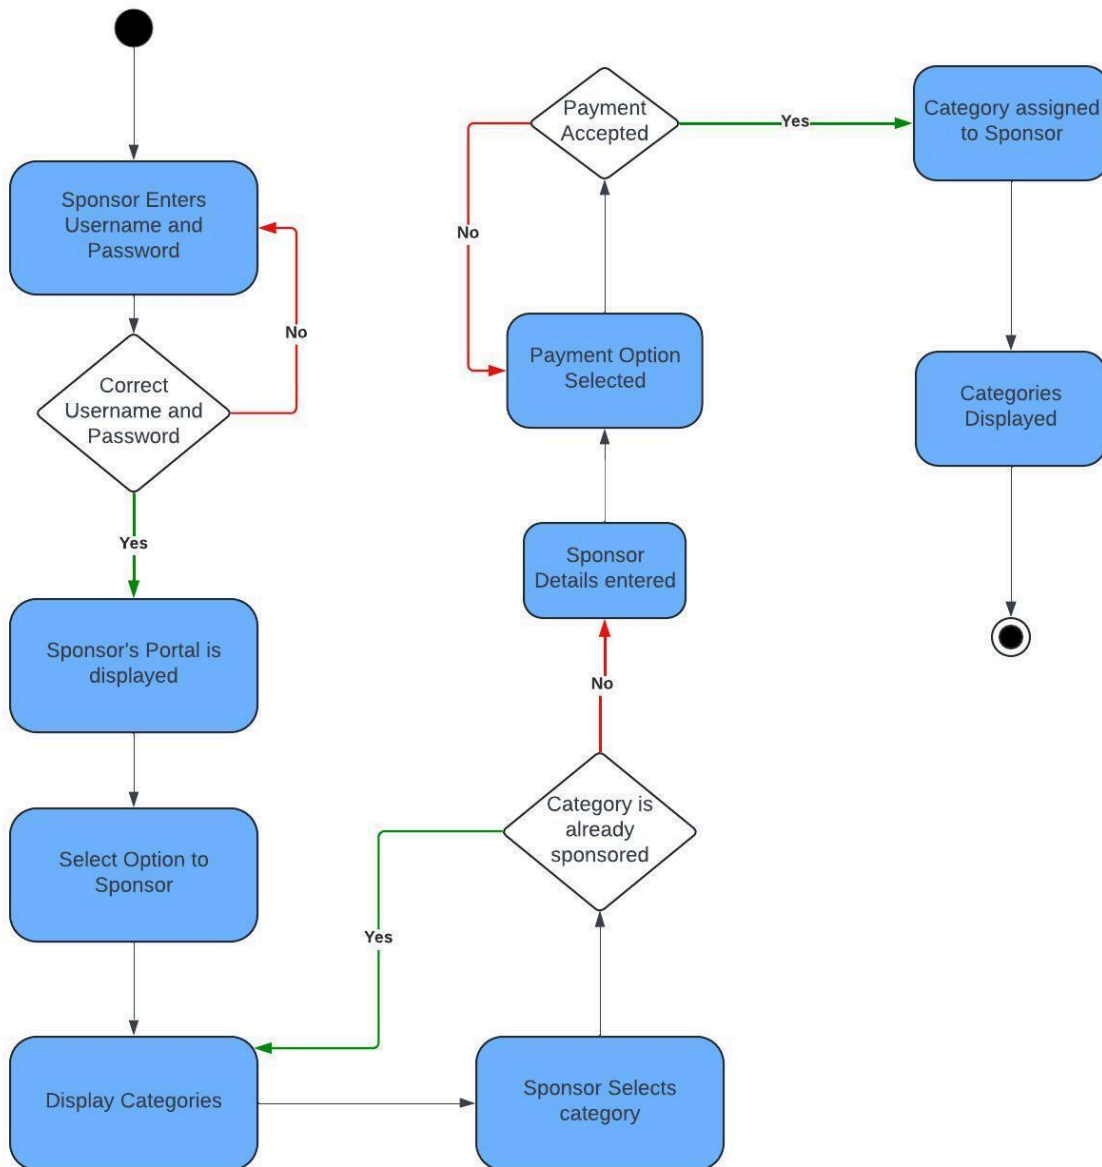 Sponsor Enters
Username and
Password
No
Correct
Username and
Password
Yes
Sponsor's Portal is
displayed
Select Option to
Sponsor
Display Categories
Sponsor Selects
category
Category is
already
sponsored
Yes
No
Sponsor
Details entered
Payment Option
Selected
Payment
Accepted
No
Yes
Category assigned
to Sponsor
Categories
Displayed